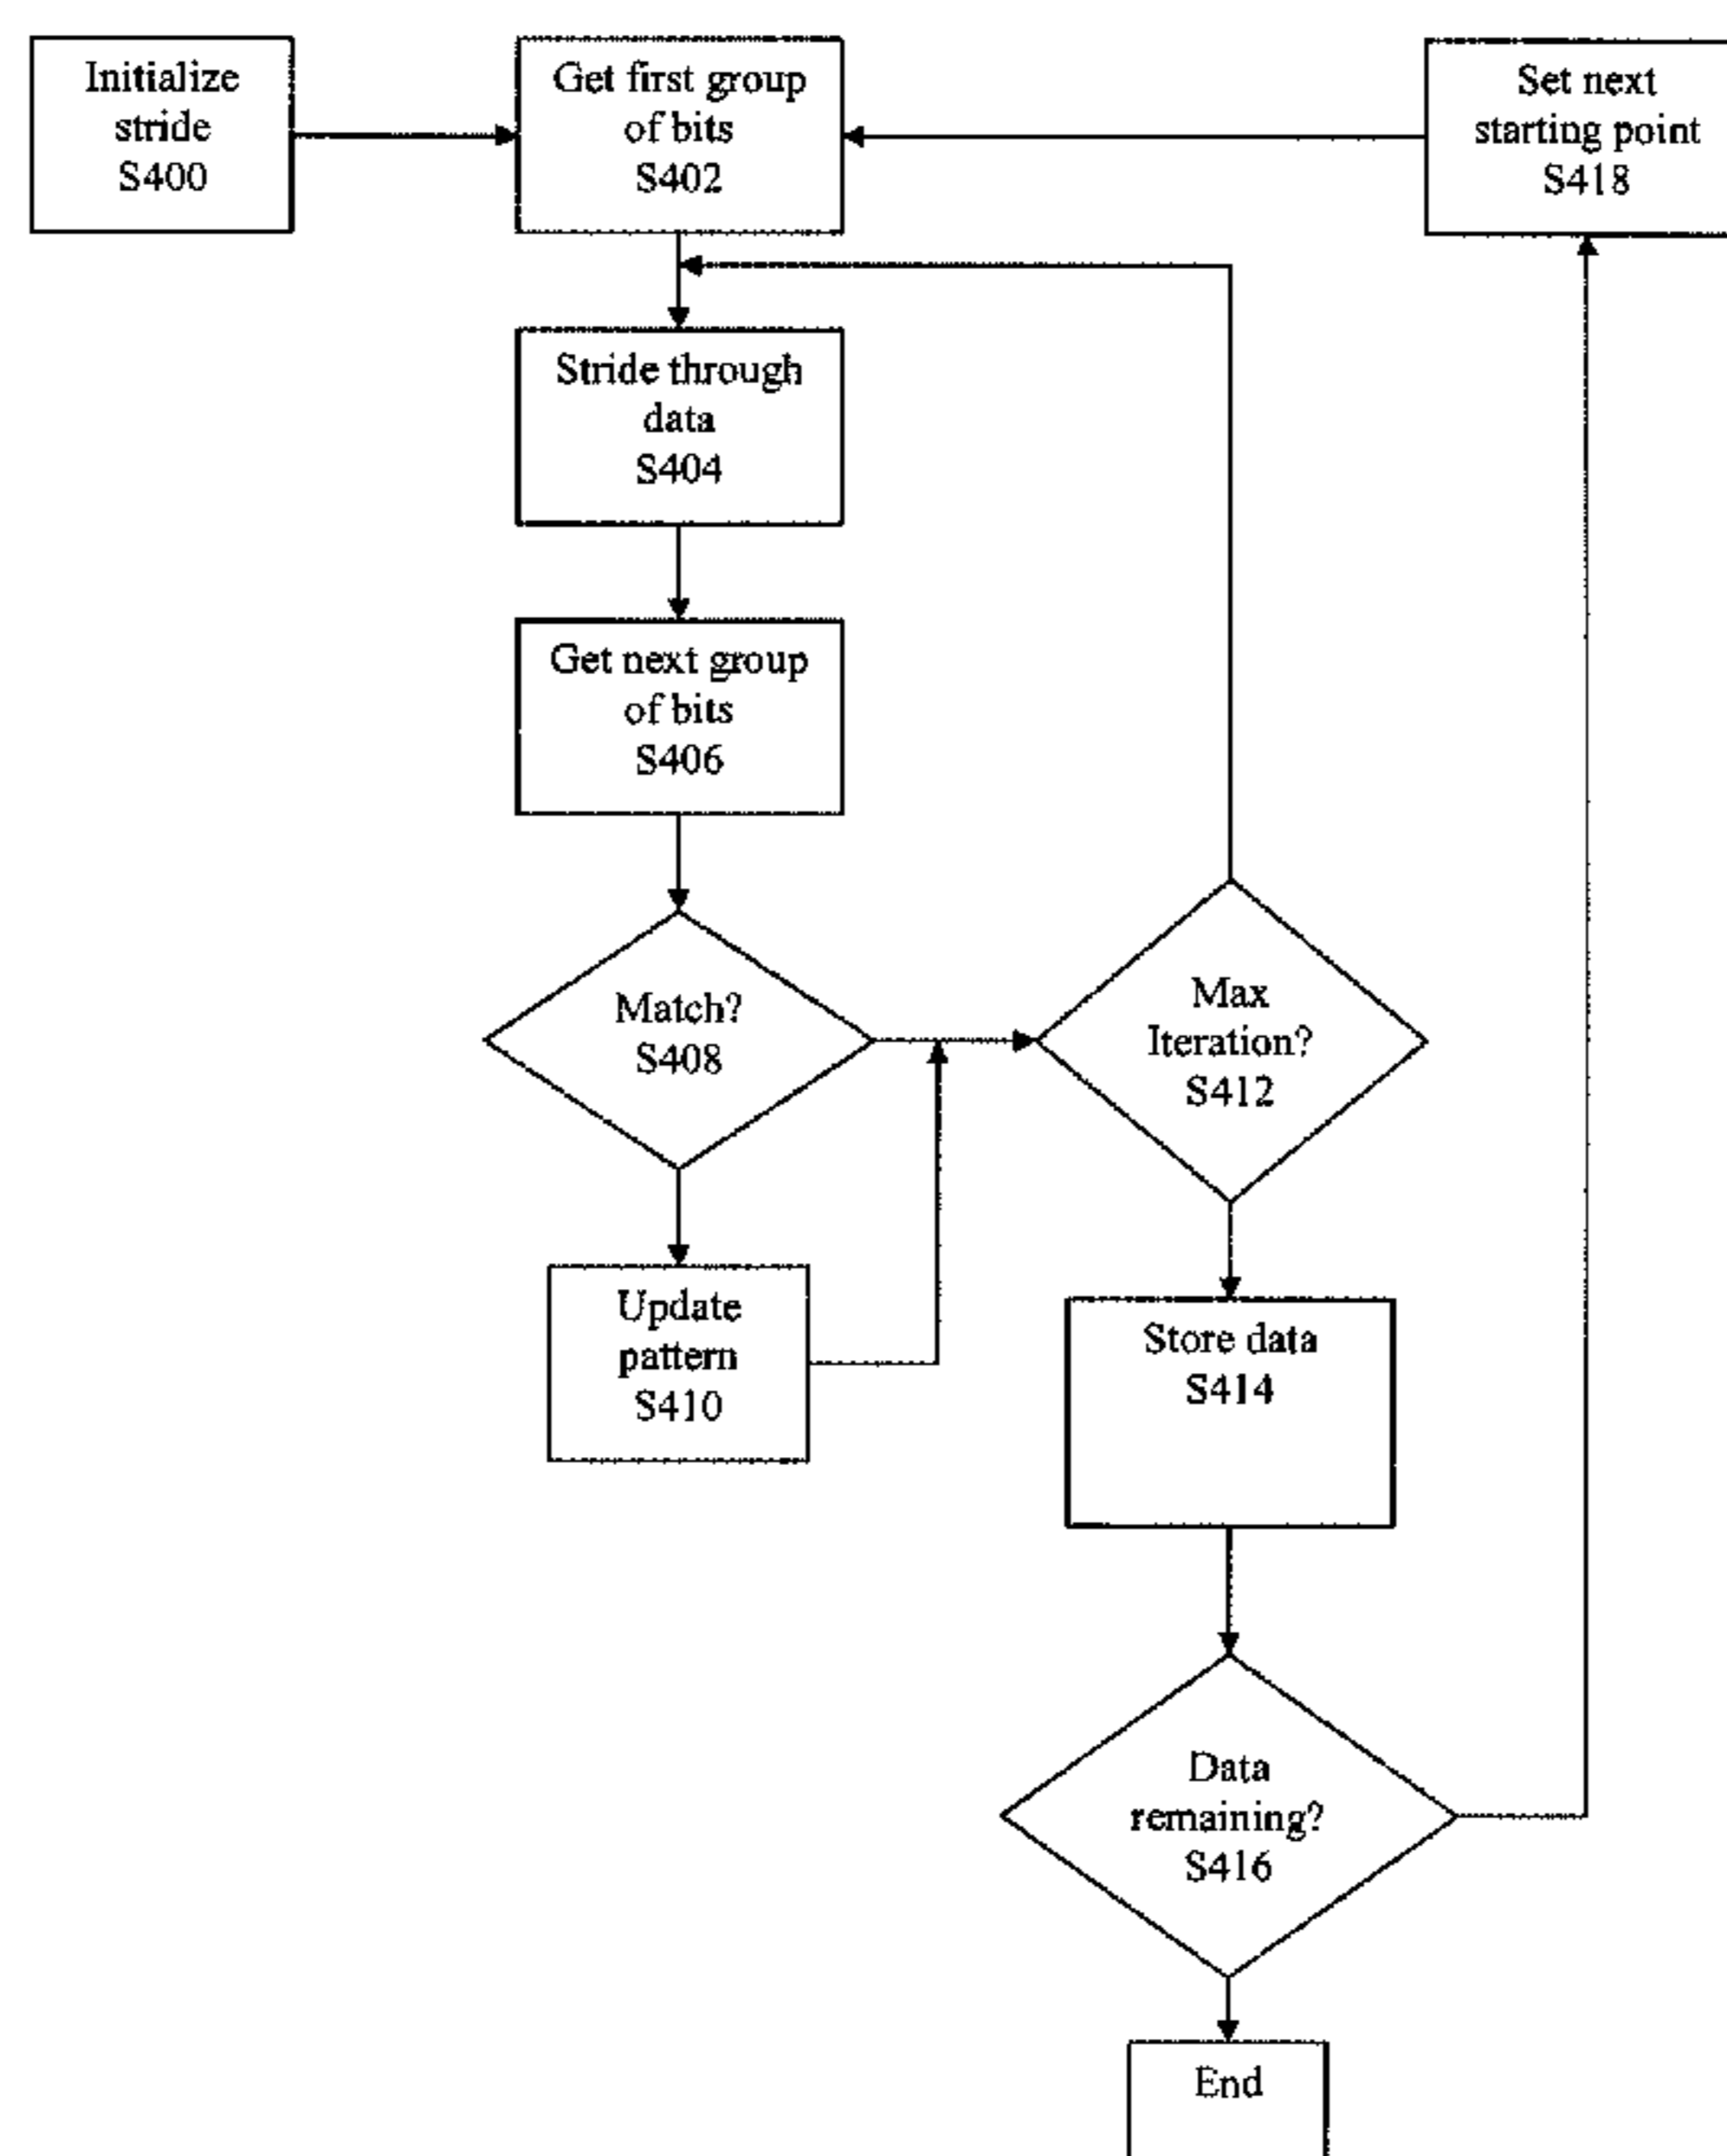 Initialize
stride
S400
Get first group
of bits
S402
Set next
starting point
S418
Stride through
data
S404
Get next group
of bits
S406
Match?
S408
Max
Iteration?
S412
Update
pattern
S410
Store data
S414
Data
remaining?
S416
End